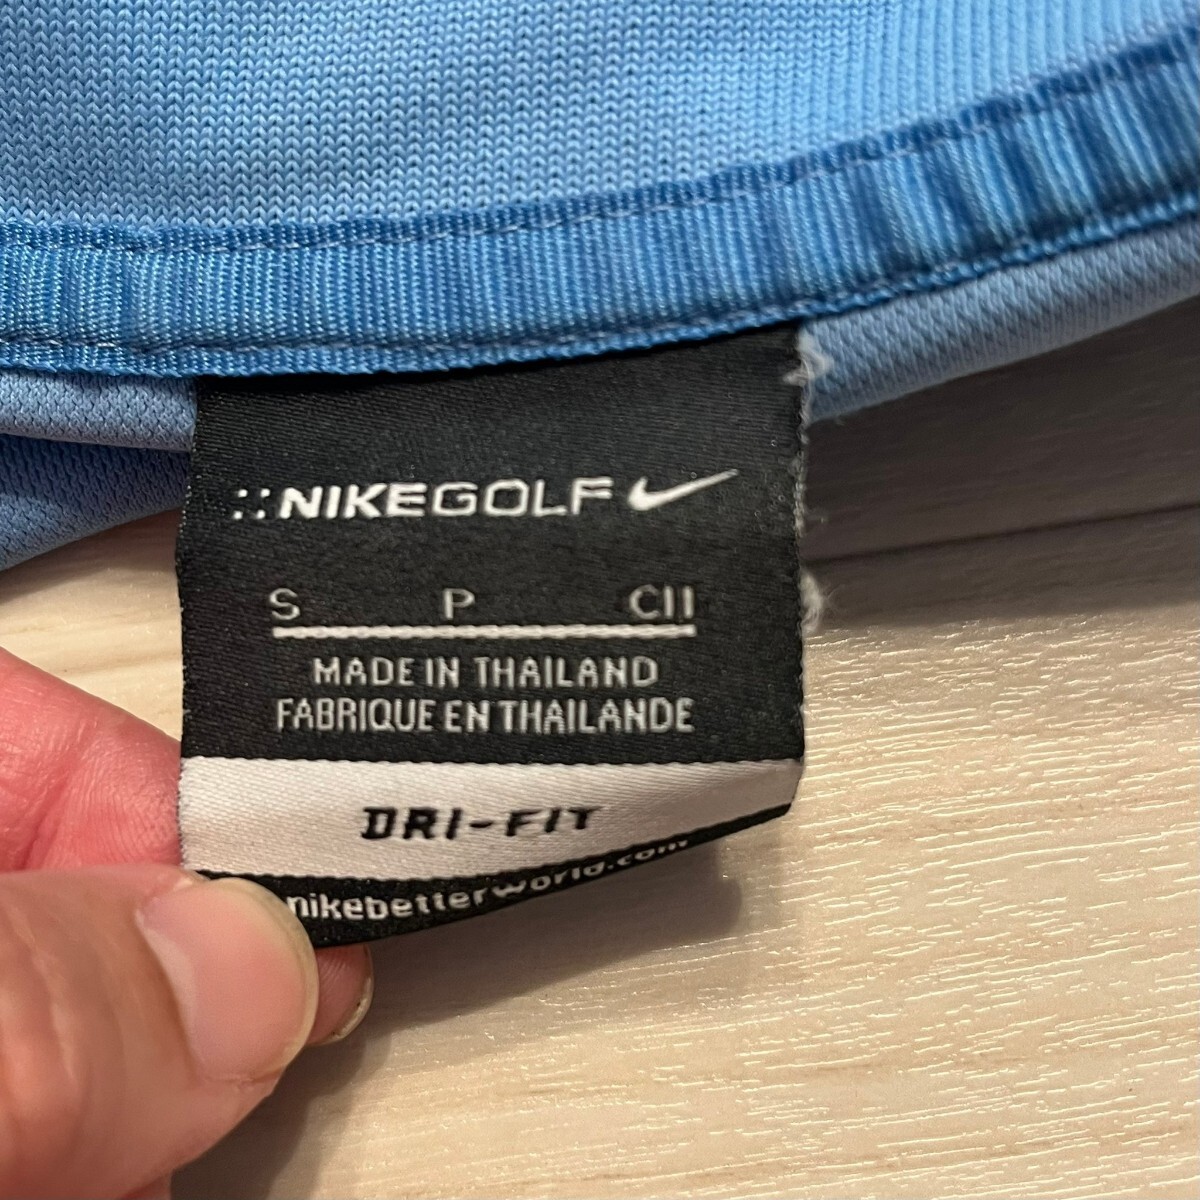 ::NIKEGOLF
S P CH
MADE IN THAILAND
FABRIQUE EN THAILANDE
DRI-FIT
nikebetterworld.com